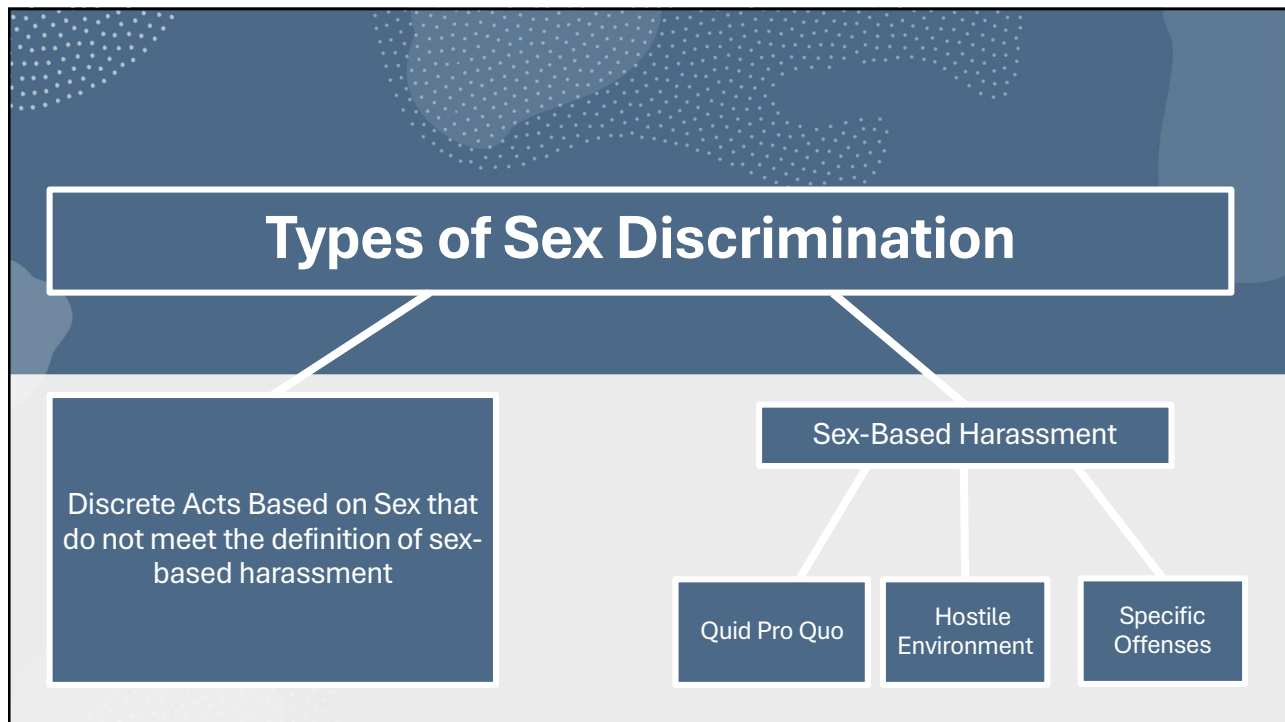 Types of Sex Discrimination
Discrete Acts Based on Sex that
do not meet the definition of sex-
based harassment
Sex-Based Harassment
Quid Pro Quo
Hostile
Environment
Specific
Offenses